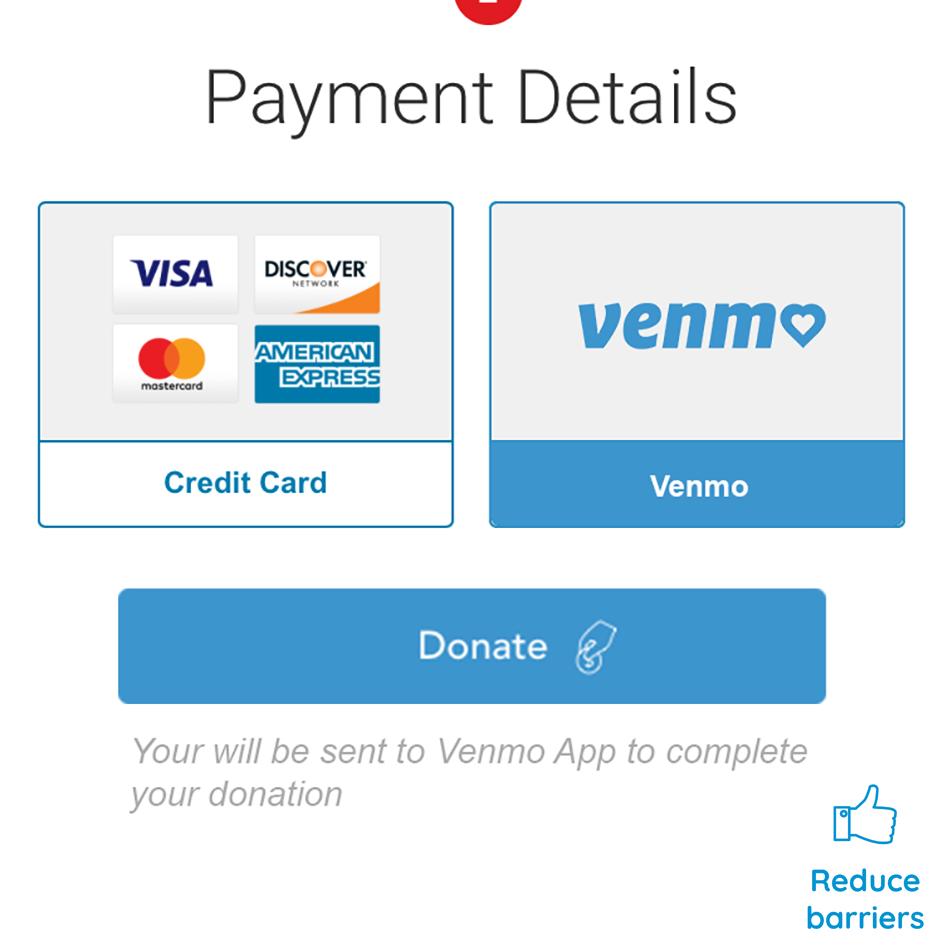 Payment Details
VISA
DISCOVER
NETWORK
mastercard
AMERICAN
EXPRESS
Credit Card
venmo
Venmo
Donate
Your will be sent to Venmo App to complete
your donation
Reduce
barriers